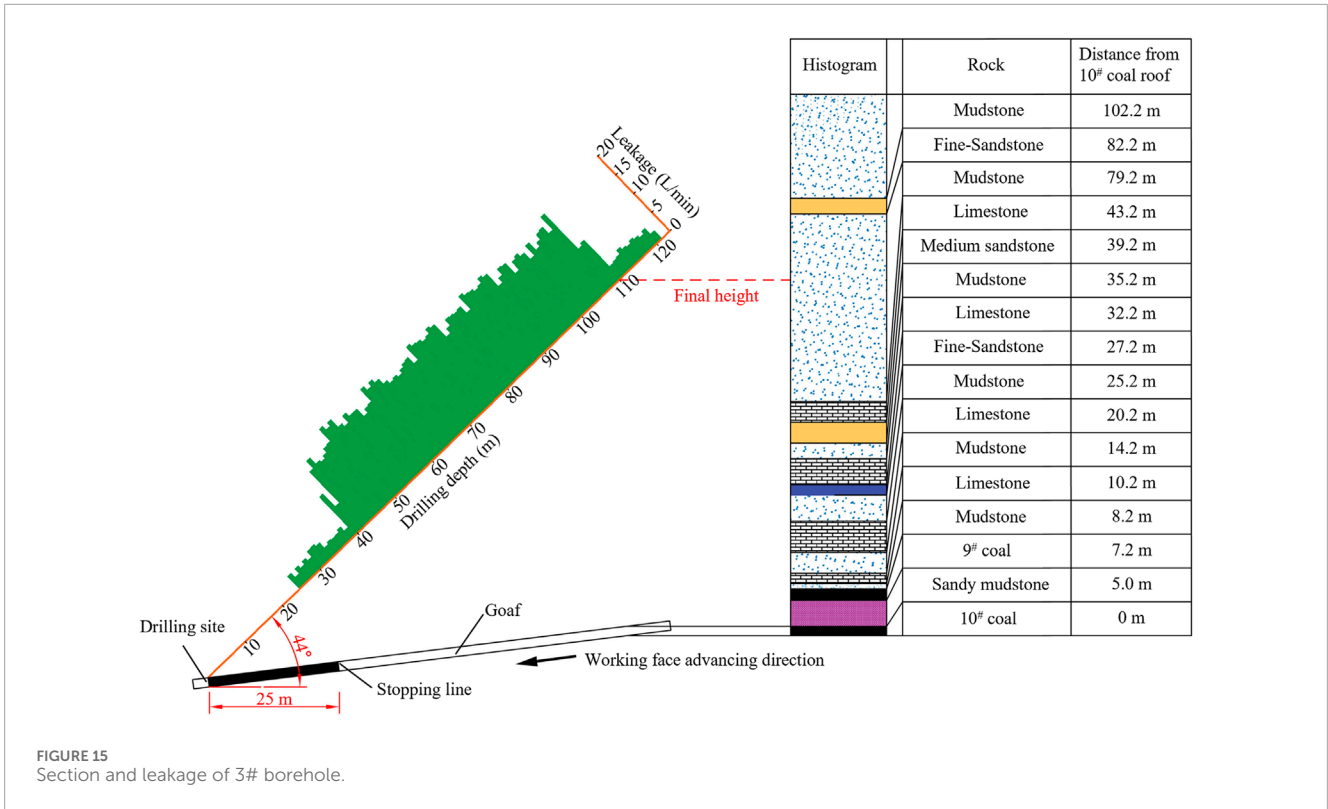 Leakage (L/min)
20
15
10
5
0
Drilling depth (m)
10
20
30
40
50
60
70
80
90
100
110
120
Final height
Drilling site
44°
25 m
Goaf
Stopping line
Working face advancing direction
Histogram Rock Distance from
10# coal roof
Mudstone 102.2 m
Fine-Sandstone 82.2 m
Mudstone 79.2 m
Limestone 43.2 m
Medium sandstone 39.2 m
Mudstone 35.2 m
Limestone 32.2 m
Fine-Sandstone 27.2 m
Mudstone 25.2 m
Limestone 20.2 m
Mudstone 14.2 m
Limestone 10.2 m
Mudstone 8.2 m
9# coal 7.2 m
Sandy mudstone 5.0 m
10# coal 0 m
FIGURE 15
Section and leakage of 3# borehole.